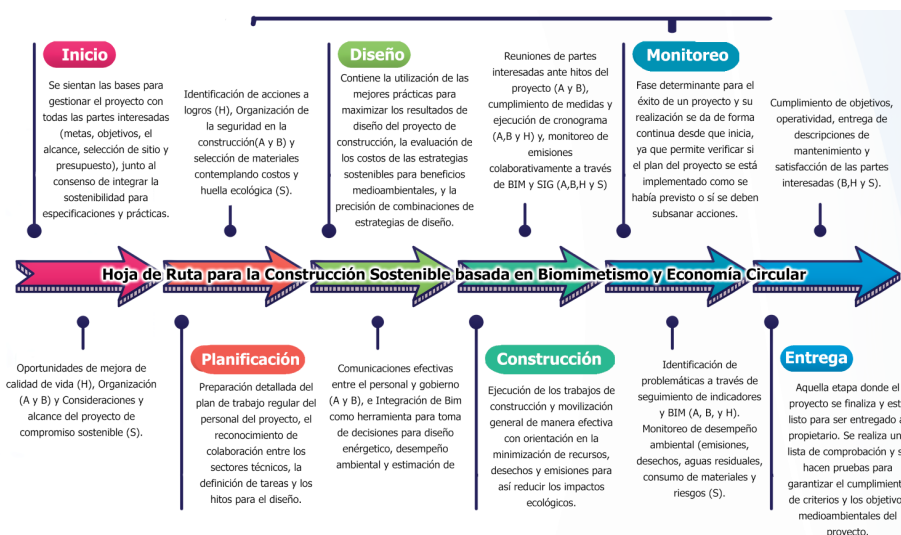 Inicio
Se sientan las bases para
gestionar el proyecto con
todas las partes interesadas
(metas, objetivos, el
alcance, selección de sitio y
presupuesto), junto al
consenso de integrar la
sostenibilidad para
especificaciones y prácticas.
Identificación de acciones a
logros (H), Organización de
la seguridad en la
construcción(A y B) y
selección de materiales
contemplando costos y
huella ecológica (S).
Diseño
Contiene la utilización de las
mejores prácticas para
maximizar los resultados de
diseño del proyecto de
construcción, la evaluación de
los costos de las estrategias
sostenibles para beneficios
medioambientales, y la
precisión de combinaciones de
estrategias de diseño.
Reuniones de partes
interesadas ante hitos del
proyecto (A y B),
cumplimiento de medidas y
ejecución de cronograma
(A,B y H) y, monitoreo de
emisiones
colaborativamente a través
de BIM y SIG (A,B,H y S)
Monitoreo
Fase determinante para el
éxito de un proyecto y su
realización se da de forma
continua desde que inicia,
ya que permite verificar si
el plan del proyecto se está
implementado como se
había previsto o sí se deben
subsanar acciones.
Cumplimiento de objetivos,
operatividad, entrega de
descripciones de
mantenimiento y
satisfacción de las partes
interesadas (B,H y S).
Hoja de Ruta para la Construcción Sostenible basada en Biomimetismo y Economía Circular
Oportunidades de mejora de
calidad de vida (H), Organización
(A y B) y Consideraciones y
alcance del proyecto de
compromiso sostenible (S).
Planificación
Preparación detallada del
plan de trabajo regular del
personal del proyecto, el
reconocimiento de
colaboración entre los
sectores técnicos, la
definición de tareas y los
hitos para el diseño.
Comunicaciones efectivas
entre el personal y gobierno
(A y B), e Integración de Bim
como herramienta para toma
de decisiones para diseño
enérgetico, desempeño
ambiental y estimación de
Construcción
Ejecución de los trabajos de
construcción y movilización
general de manera efectiva
con orientación en la
minimización de recursos,
desechos y emisiones para
así reducir los impactos
ecológicos.
Identificación de
problemáticas a través de
seguimiento de indicadores
y BIM (A, B, y H).
Monitoreo de desempeño
ambiental (emisiones,
desechos, aguas residuales,
consumo de materiales y
riesgos (S).
Entrega
Aquella etapa donde el
proyecto se finaliza y est
listo para ser entregado a
propietario. Se realiza un
lista de comprobación y s
hacen pruebas para
garantizar el cumplimient
de criterios y los objetivo
medioambientales del
proyecto.